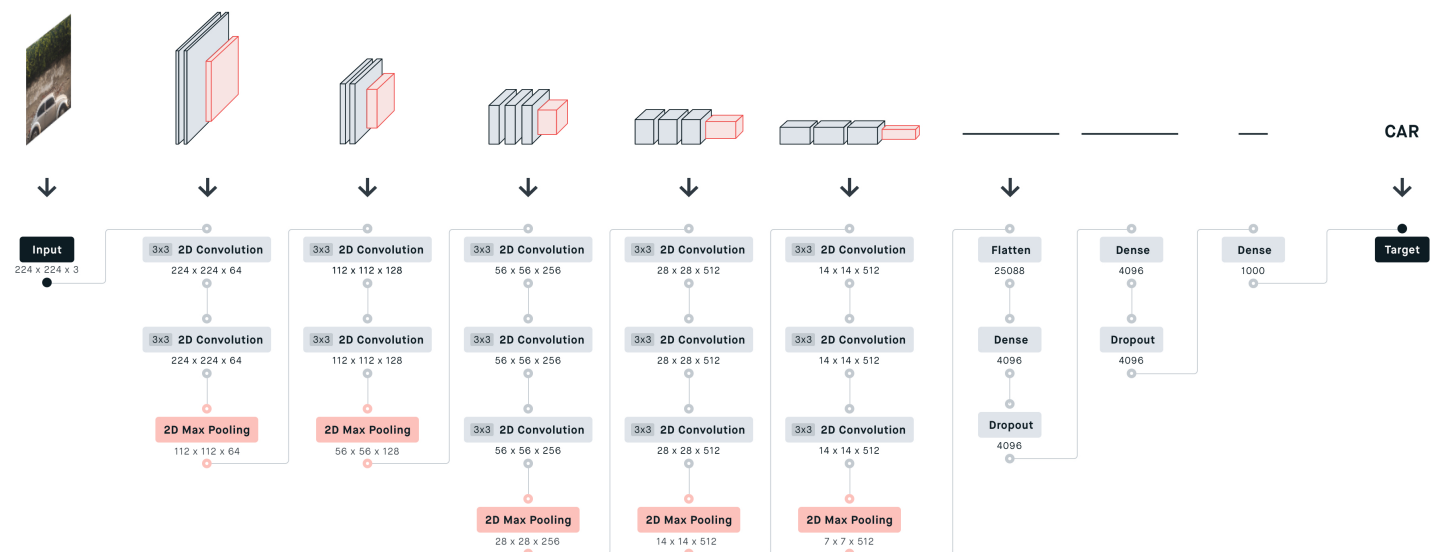 CAR
Input
224 x 224 x 3
3x3 2D Convolution
224 x 224 x 64
3x3 2D Convolution
224 x 224 x 64
2D Max Pooling
112 x 112 x 64
3x3 2D Convolution
112 x 112 x 128
3x3 2D Convolution
112 x 112 x 128
2D Max Pooling
56 x 56 x 128
3x3 2D Convolution
56 x 56 x 256
3x3 2D Convolution
56 x 56 x 256
3x3 2D Convolution
56 x 56 x 256
2D Max Pooling
28 x 28 x 256
3x3 2D Convolution
28 x 28 x 512
3x3 2D Convolution
28 x 28 x 512
3x3 2D Convolution
28 x 28 x 512
2D Max Pooling
14 x 14 x 512
3x3 2D Convolution
14 x 14 x 512
3x3 2D Convolution
14 x 14 x 512
3x3 2D Convolution
14 x 14 x 512
2D Max Pooling
7 x 7 x 512
Flatten
25088
Dense
4096
Dropout
4096
Dense
4096
Dropout
4096
Dense
1000
Target